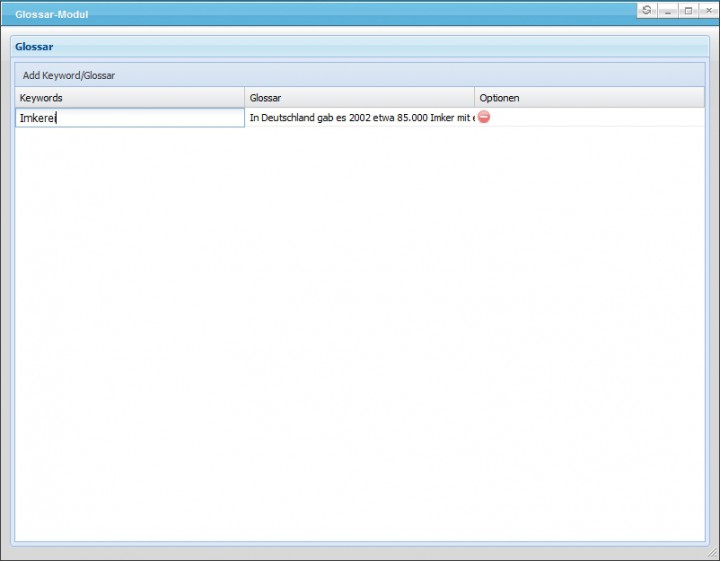 Glossar-Modul
Glossar
Add Keyword/Glossar
Keywords Glossar Optionen
Imkerei In Deutschland gab es 2002 etwa 85.000 Imker mit e